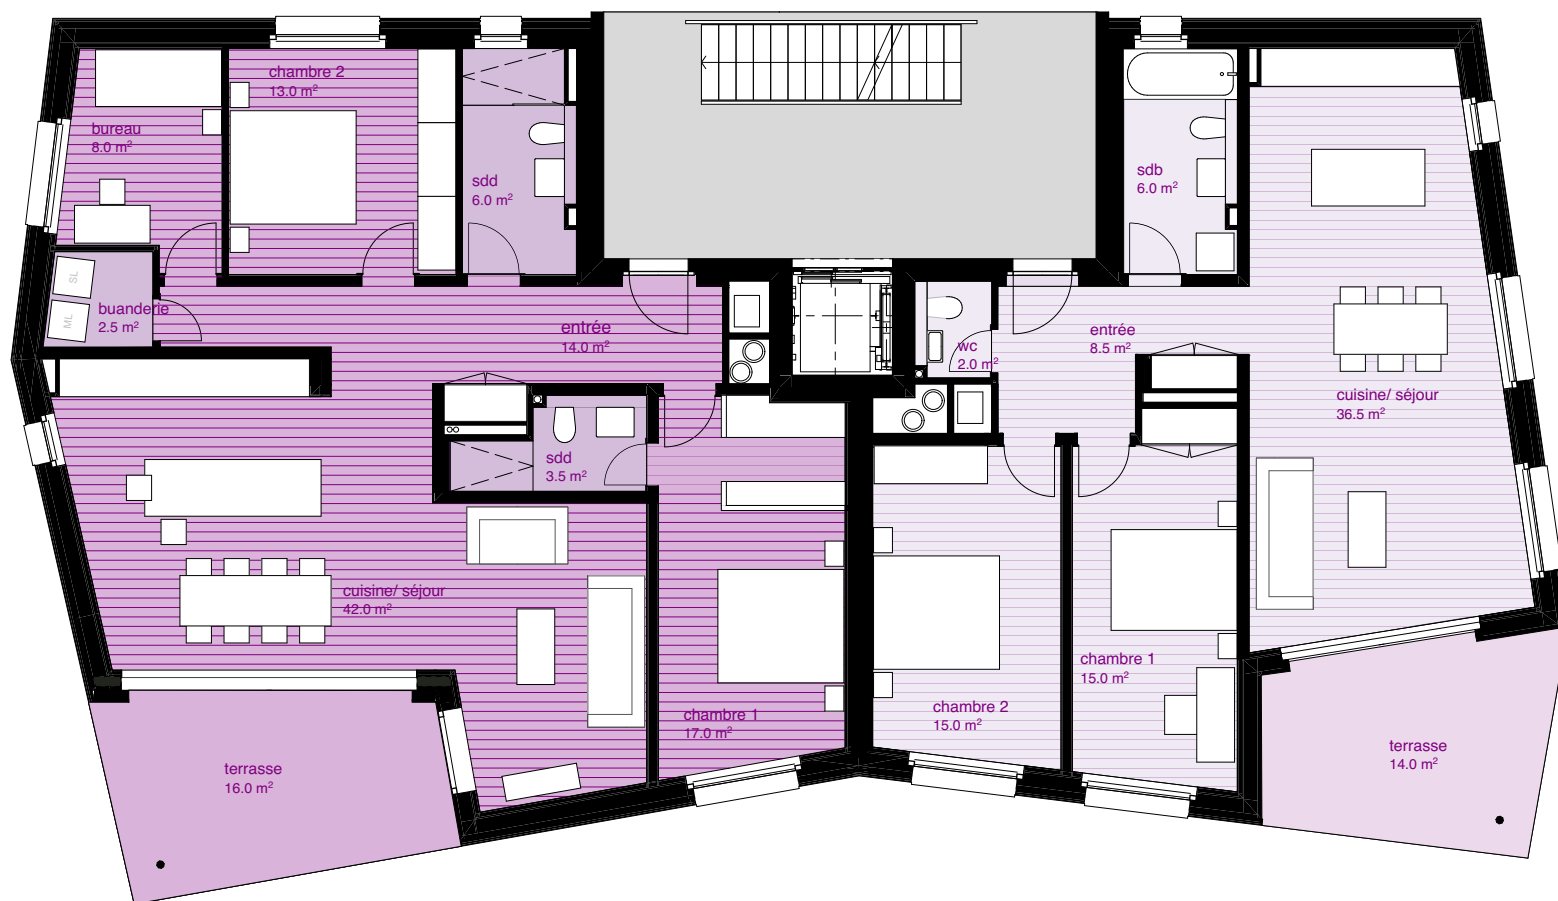 chambre 2
13.0 m²
bureau
8.0 m²
sdd
6.0 m²
sdb
6.0 m²
SL
ML
buanderie
2.5 m²
entrée
14.0 m²
wc
2.0 m²
entrée
8.5 m²
cuisine/ séjour
36.5 m²
sdd
3.5 m²
cuisine/ séjour
42.0 m²
chambre 1
17.0 m²
chambre 2
15.0 m²
chambre 1
15.0 m²
terrasse
16.0 m²
terrasse
14.0 m²